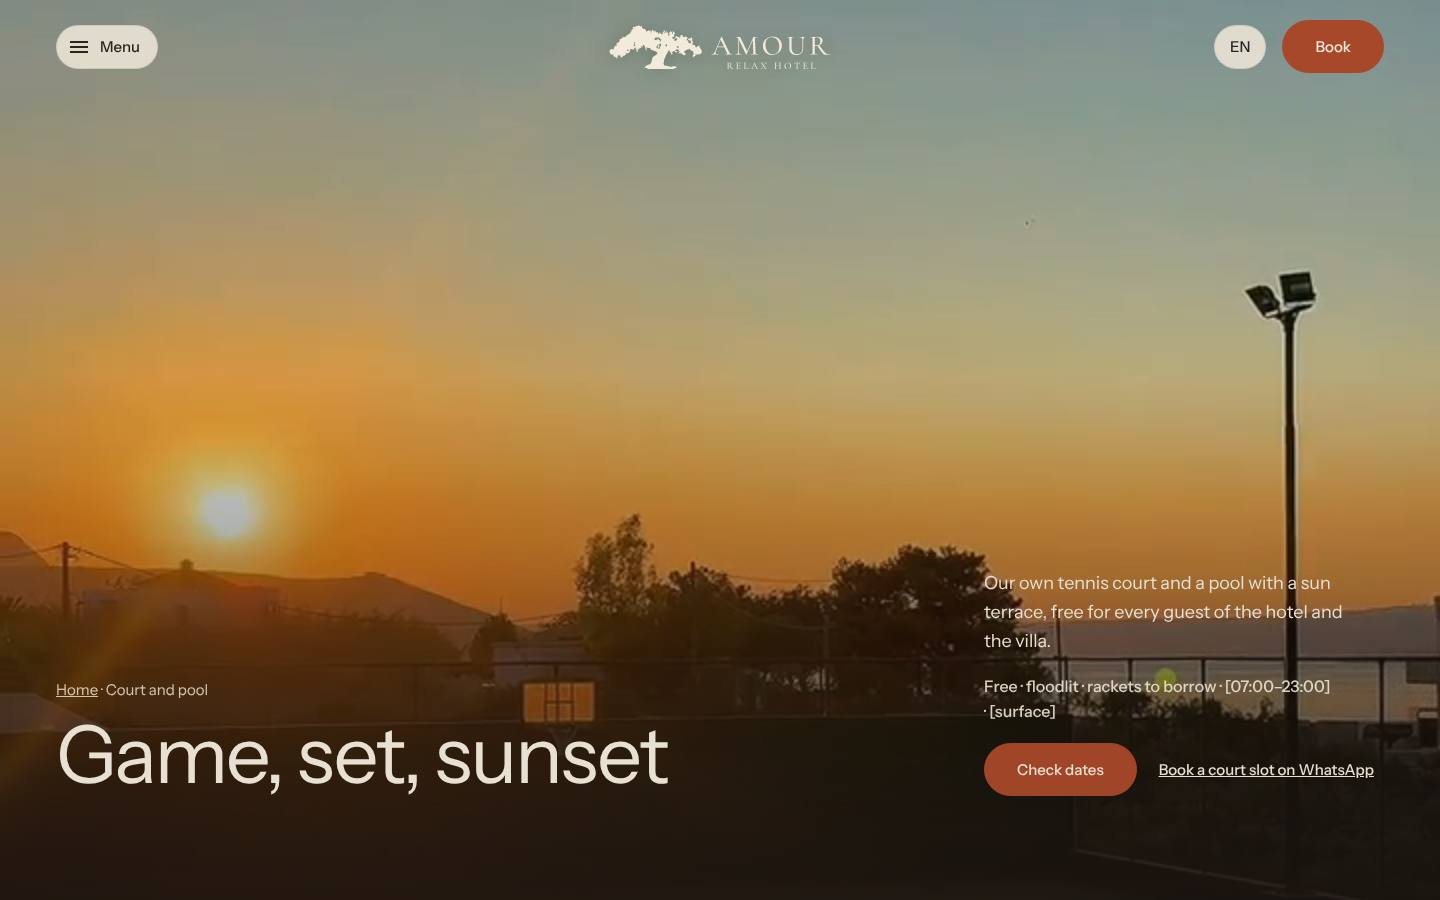 Menu
AMOUR
RELAX HOTEL
EN
Book
Our own tennis court and a pool with a sun
terrace, free for every guest of the hotel and
the villa.
Free · floodlit · rackets to borrow · [07:00–23:00]
· [surface]
Home · Court and pool
Game, set, sunset
Check dates
Book a court slot on WhatsApp